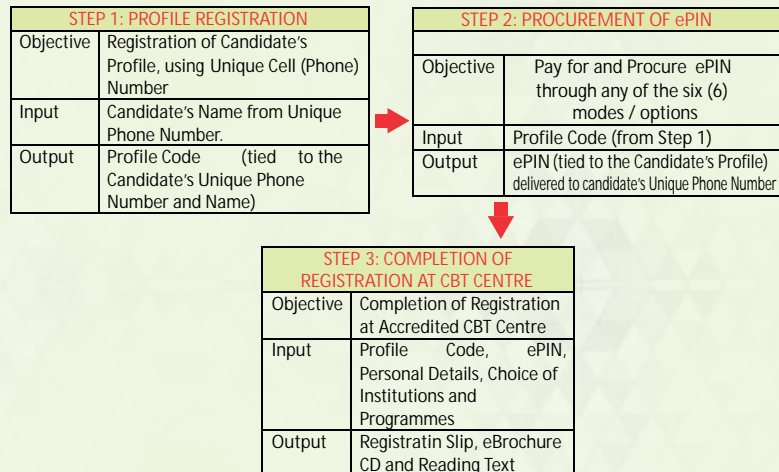 STEP 1: PROFILE REGISTRATION
Objective Registration of Candidate's
Profile, using Unique Cell (Phone)
Number
Input Candidate's Name from Unique
Phone Number.
Output Profile Code (tied to the
Candidate's Unique Phone
Number and Name)
STEP 2: PROCUREMENT OF ePIN
Objective Pay for and Procure ePIN
through any of the six (6)
modes / options
Input Profile Code (from Step 1)
Output ePIN (tied to the Candidate's Profile)
delivered to candidate's Unique Phone Number
STEP 3: COMPLETION OF
REGISTRATION AT CBT CENTRE
Objective Completion of Registration
at Accredited CBT Centre
Input Profile Code, ePIN,
Personal Details, Choice of
Institutions and
Programmes
Output Registratin Slip, eBrochure
CD and Reading Text